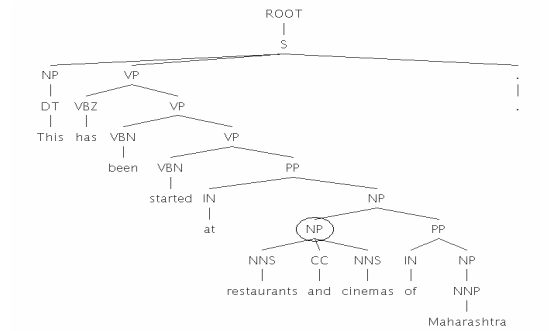 ROOT
S
NP VP .
DT VBZ VP .
This has VBN VP
been VBN PP
started IN NP
at NP PP
NNS CC NNS IN NP
restaurants and cinemas of NNP
Maharashtra